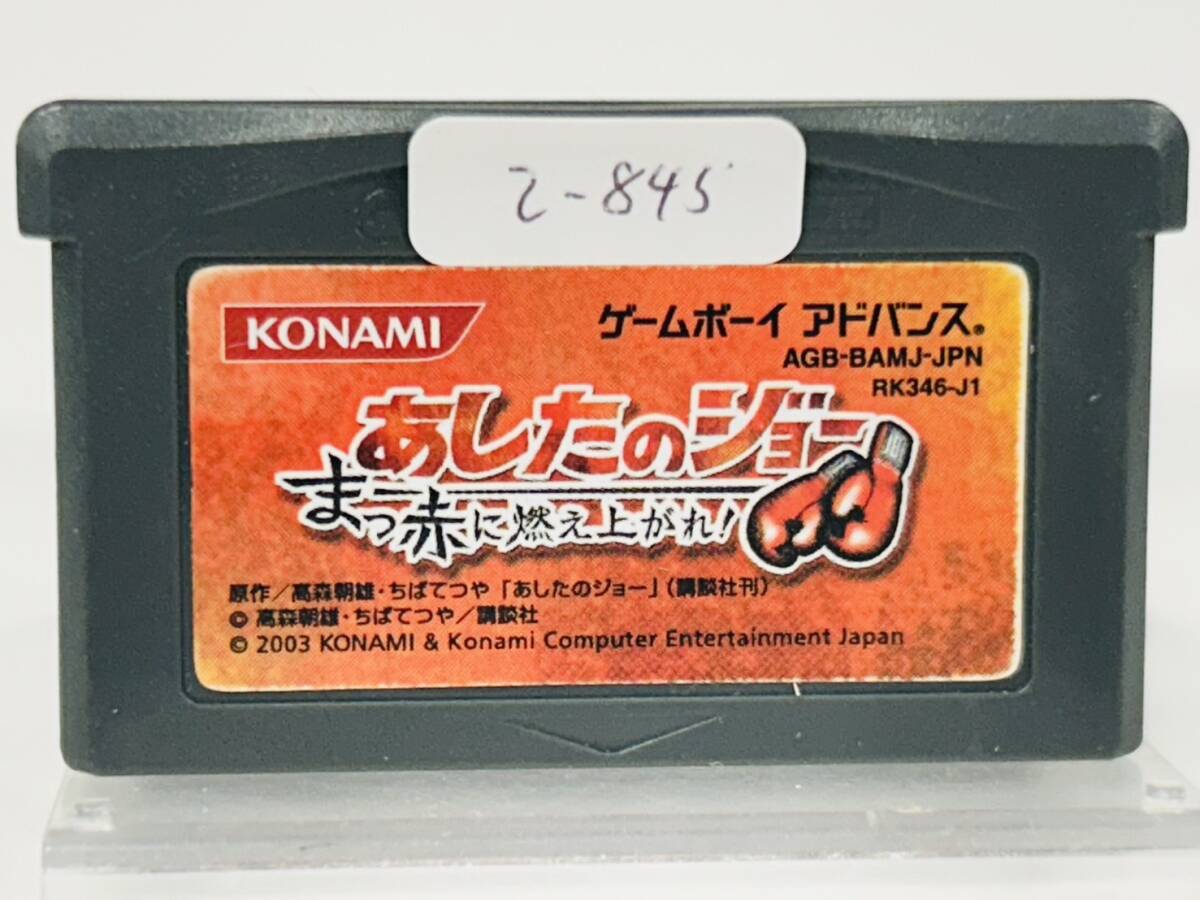 2-845
KONAMI
ゲームボーイ アドバンス®
AGB-BAMJ-JPN
RK346-J1
あしたのジョー
まっ赤に燃え上がれ!
原作/高森朝雄・ちばてつや「あしたのジョー」(講談社刊)
© 高森朝雄・ちばてつや/講談社
© 2003 KONAMI & Konami Computer Entertainment Japan